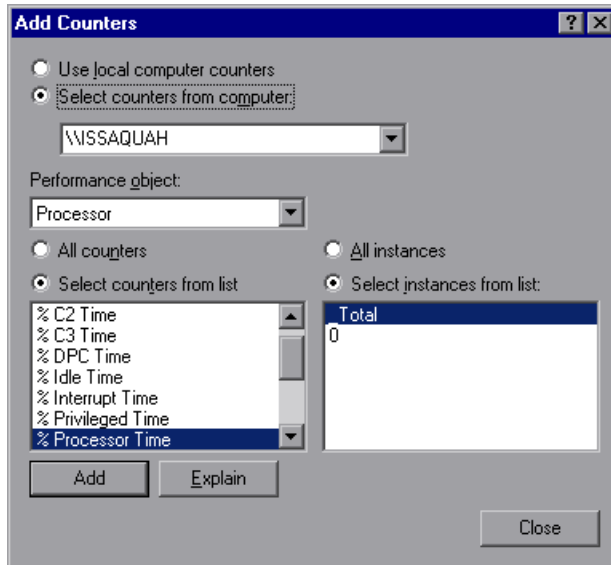 Add Counters
Use local computer counters
Select counters from computer:
\\ISSAQUAH
Performance object:
Processor
All counters
All instances
Select counters from list
Select instances from list:
% C2 Time
% C3 Time
% DPC Time
% Idle Time
% Interrupt Time
% Privileged Time
% Processor Time
_Total
0
Add
Explain
Close